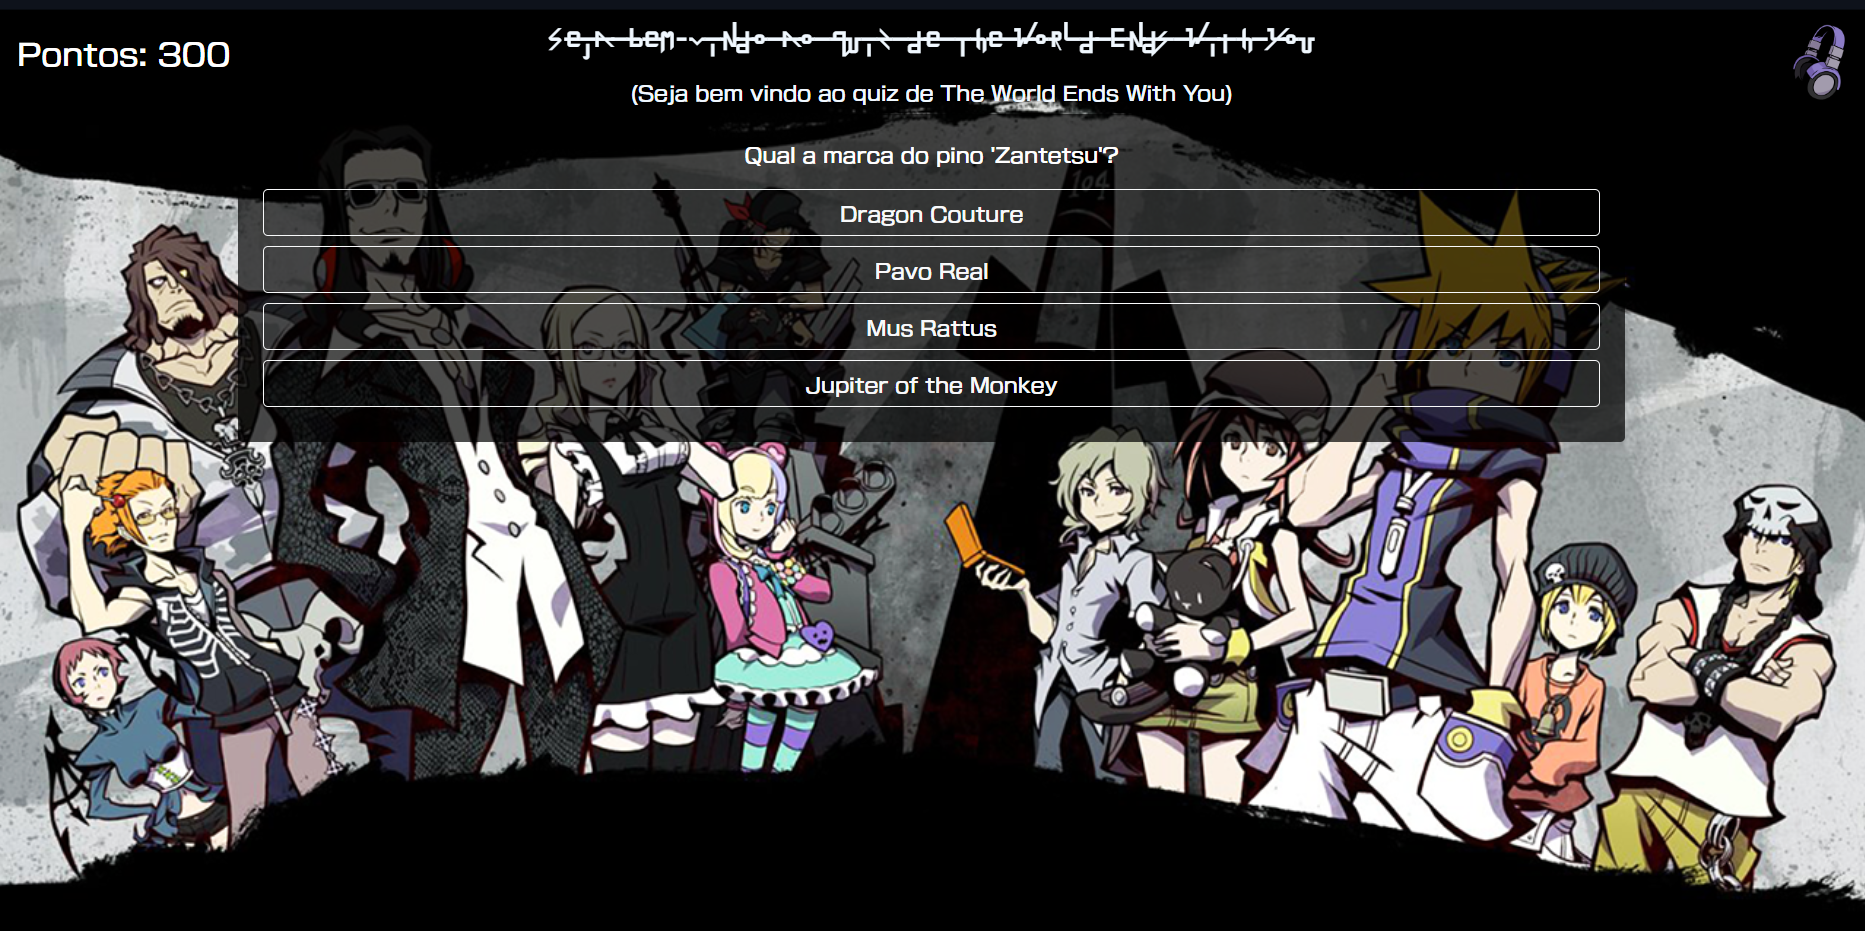 Pontos: 300
Seja bem-vindo ao quiz de The World Ends With You
(Seja bem vindo ao quiz de The World Ends With You)
Qual a marca do pino 'Zantetsu'?
104
Dragon Couture
Pavo Real
Mus Rattus
Jupiter of the Monkey